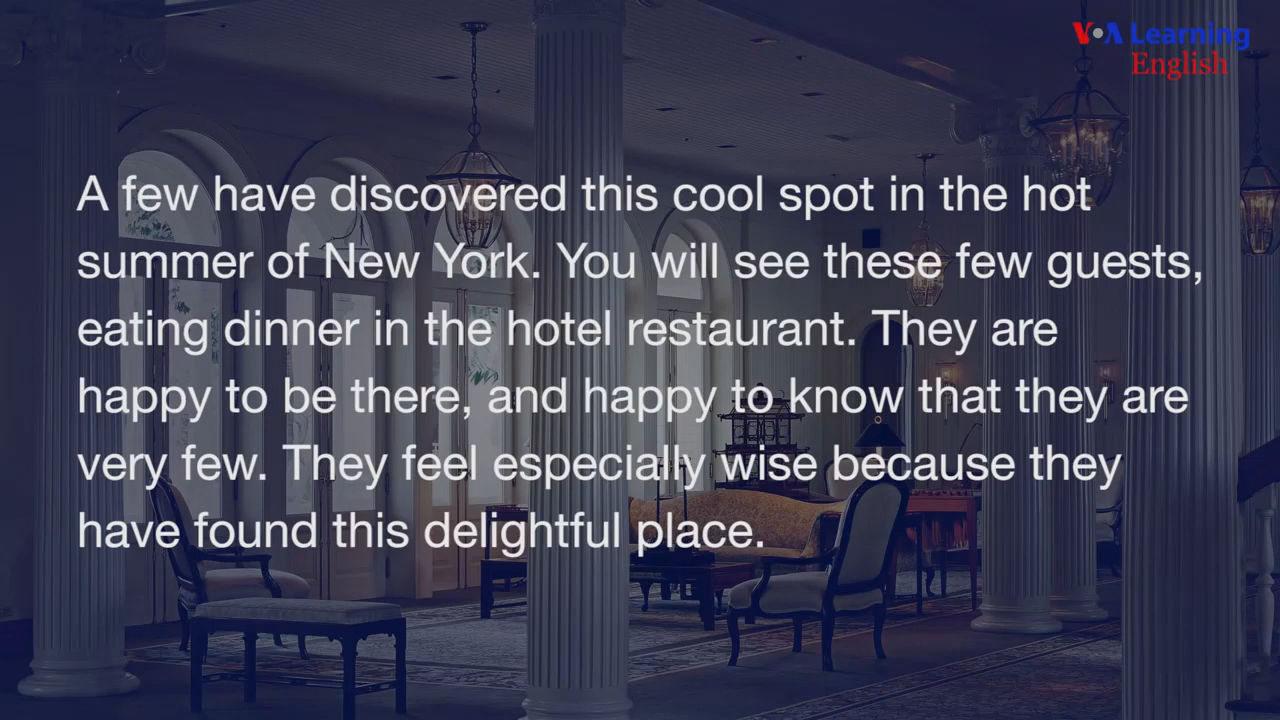 VOA Learning
English
A few have discovered this cool spot in the hot
summer of New York. You will see these few guests,
eating dinner in the hotel restaurant. They are
happy to be there, and happy to know that they are
very few. They feel especially wise because they
have found this delightful place.